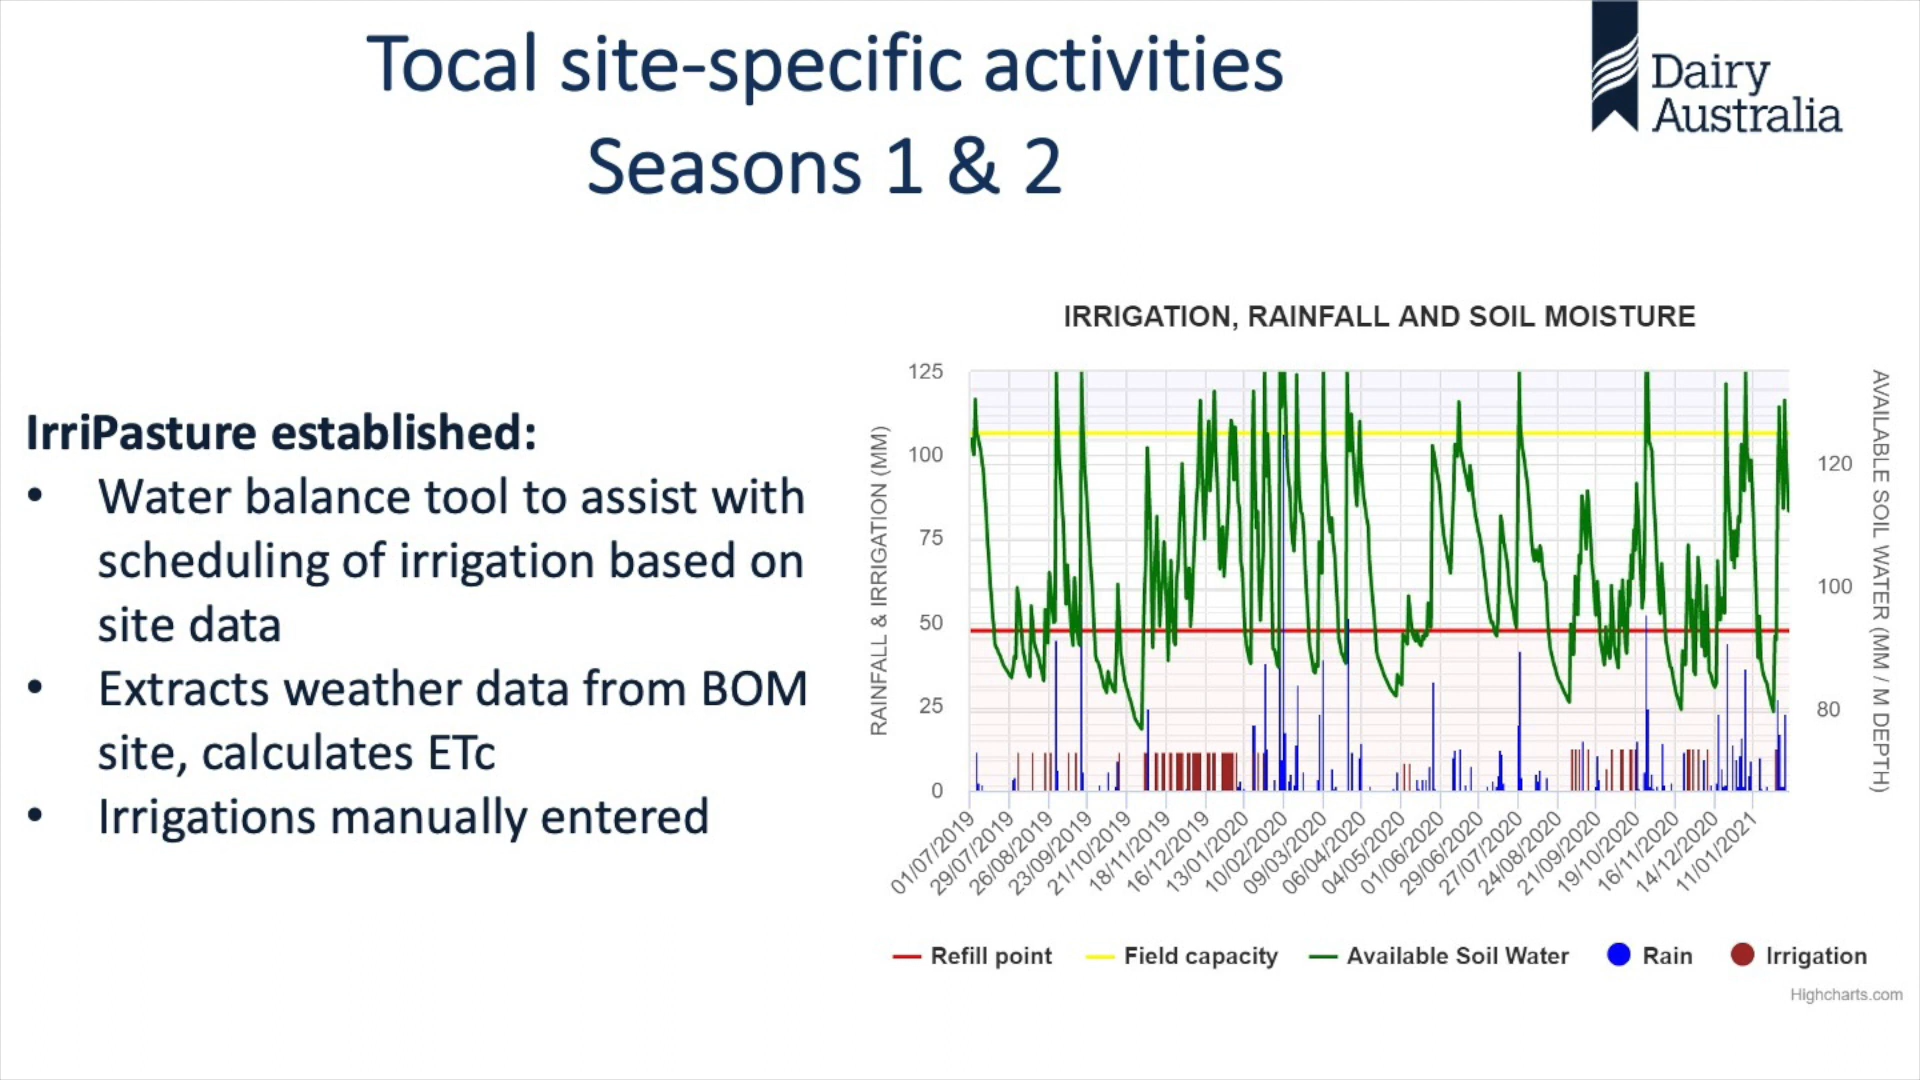 Tocal site-specific activities
Seasons 1 & 2
Dairy
Australia
IrriPasture established:
• Water balance tool to assist with
scheduling of irrigation based on
site data
• Extracts weather data from BOM
site, calculates ETc
• Irrigations manually entered
IRRIGATION, RAINFALL AND SOIL MOISTURE
RAINFALL & IRRIGATION (MM)
125
100
75
50
25
0
120
100
80
AVAILABLE SOIL WATER (MM / M DEPTH)
01/07/2019
29/07/2019
26/08/2019
23/09/2019
21/10/2019
18/11/2019
16/12/2019
13/01/2020
10/02/2020
09/03/2020
06/04/2020
04/05/2020
01/06/2020
29/06/2020
27/07/2020
24/08/2020
21/09/2020
19/10/2020
16/11/2020
14/12/2020
11/01/2021
Refill point Field capacity Available Soil Water Rain Irrigation
Highcharts.com